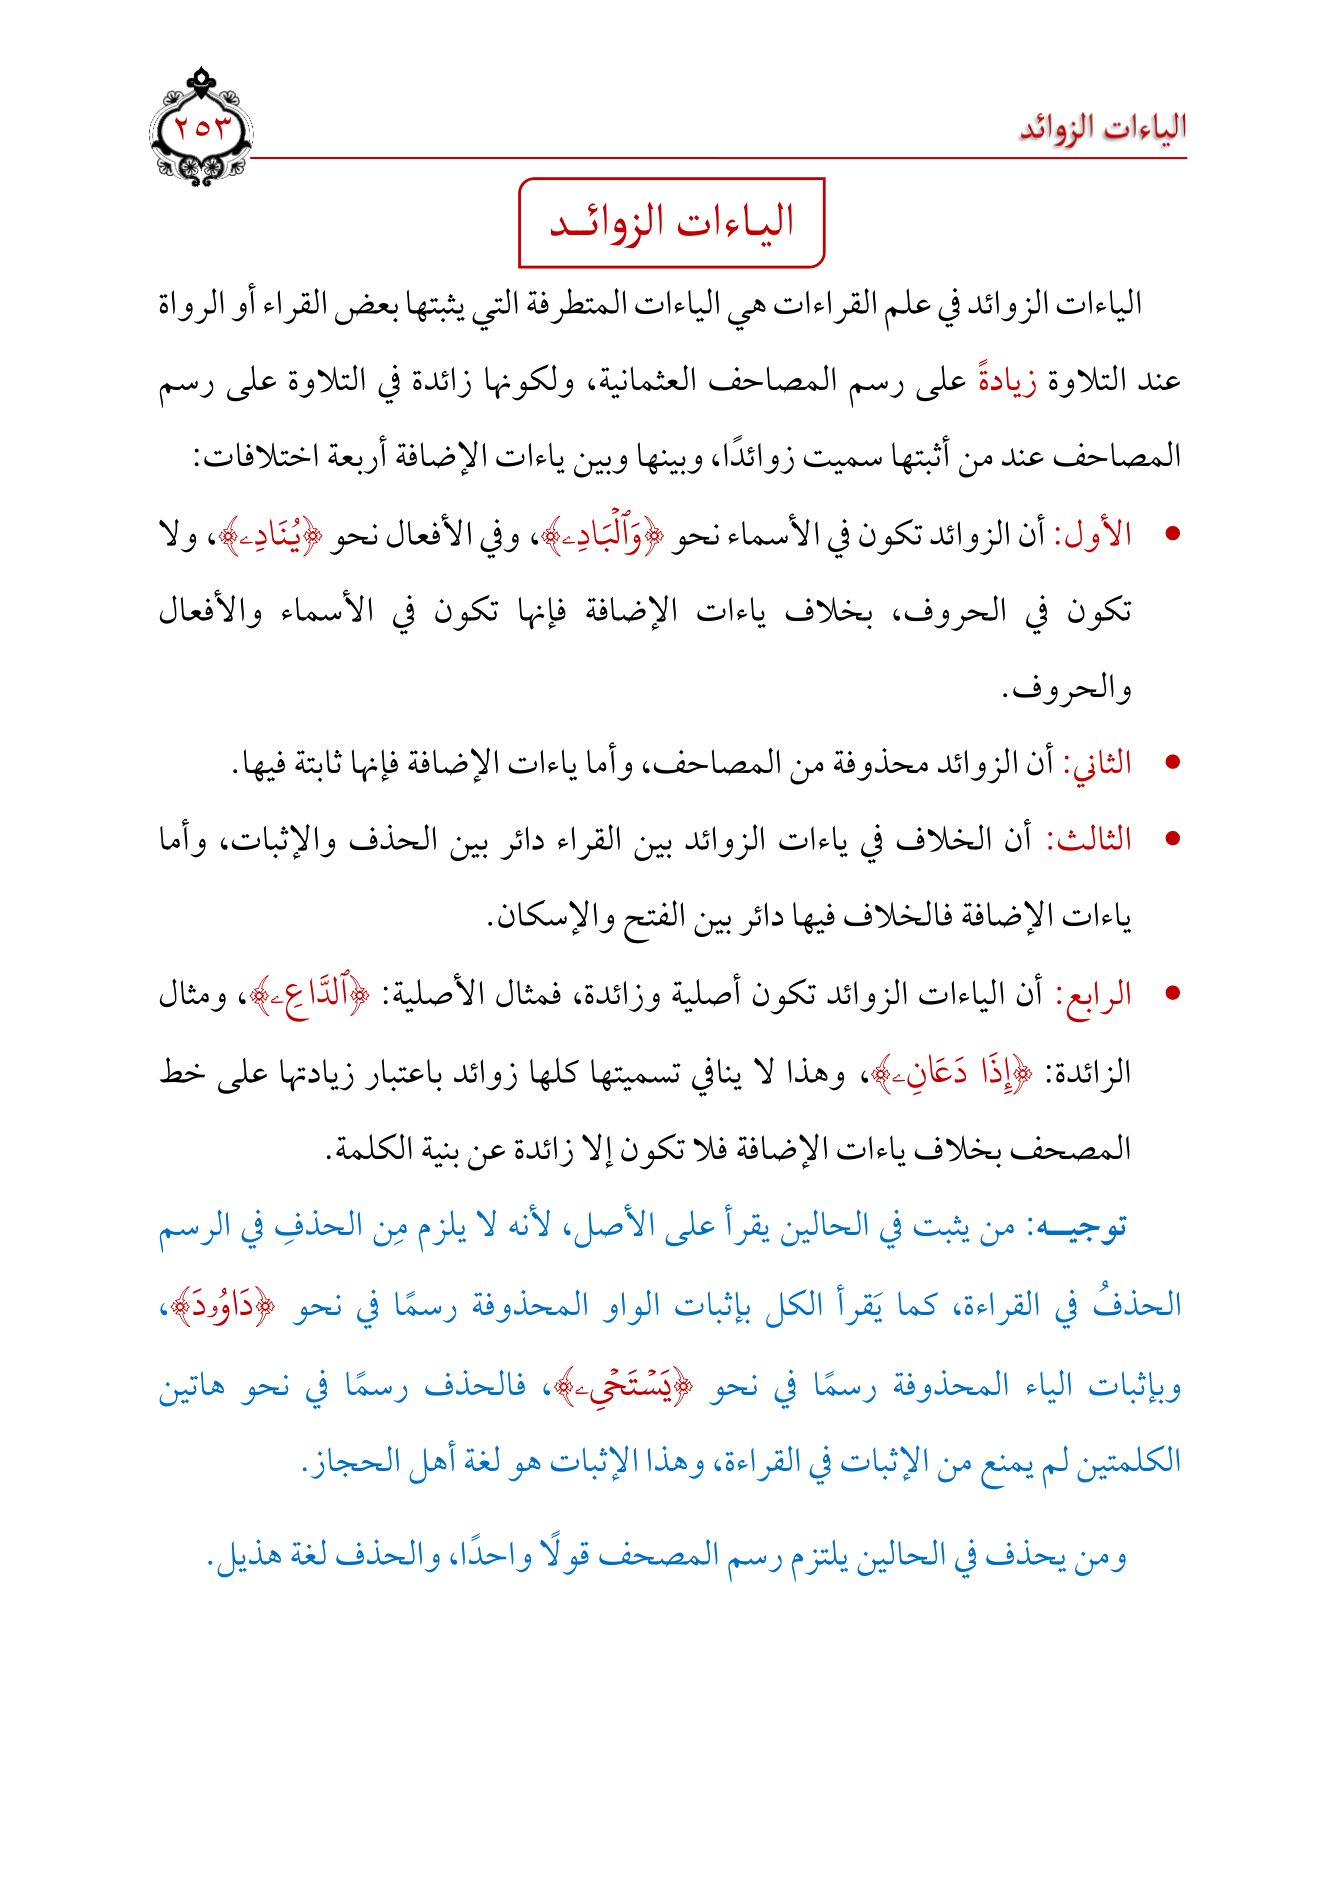 الياءات الزوائد
٢٥٣
اليـاءات الزوائـــد
الياءات الزوائد في علم القراءات هي الياءات المتطرفة التي يثبتها بعض القراء أو الرواة
عند التلاوة زيادةً على رسم المصاحف العثمانية، ولكونها زائدة في التلاوة على رسم
المصاحف عند من أثبتها سميت زوائدًا، وبينها وبين ياءات الإضافة أربعة اختلافات:
• الأول: أن الزوائد تكون في الأسماء نحو ﴿وَٱلۡبَادِۦ﴾، وفي الأفعال نحو ﴿يُنَادِۦ﴾، ولا
تكون في الحروف، بخلاف ياءات الإضافة فإنها تكون في الأسماء والأفعال
والحروف.
• الثاني: أن الزوائد محذوفة من المصاحف، وأما ياءات الإضافة فإنها ثابتة فيها.
• الثالث: أن الخلاف في ياءات الزوائد بين القراء دائر بين الحذف والإثبات، وأما
ياءات الإضافة فالخلاف فيها دائر بين الفتح والإسكان.
• الرابع: أن الياءات الزوائد تكون أصلية وزائدة، فمثال الأصلية: ﴿ٱلدَّاعِۦ﴾، ومثال
الزائدة: ﴿إِذَا دَعَانِۦ﴾، وهذا لا ينافي تسميتها كلها زوائد باعتبار زيادتها على خط
المصحف بخلاف ياءات الإضافة فلا تكون إلا زائدة عن بنية الكلمة.
توجيـــه: من يثبت في الحالين يقرأ على الأصل، لأنه لا يلزم مِن الحذفِ في الرسم
الحذفُ في القراءة، كما يَقرأ الكل بإثبات الواو المحذوفة رسمًا في نحو ﴿دَاوُۥدَ﴾،
وبإثبات الياء المحذوفة رسمًا في نحو ﴿يَسۡتَحۡيِۦ﴾، فالحذف رسمًا في نحو هاتين
الكلمتين لم يمنع من الإثبات في القراءة، وهذا الإثبات هو لغة أهل الحجاز.
ومن يحذف في الحالين يلتزم رسم المصحف قولًا واحدًا، والحذف لغة هذيل.